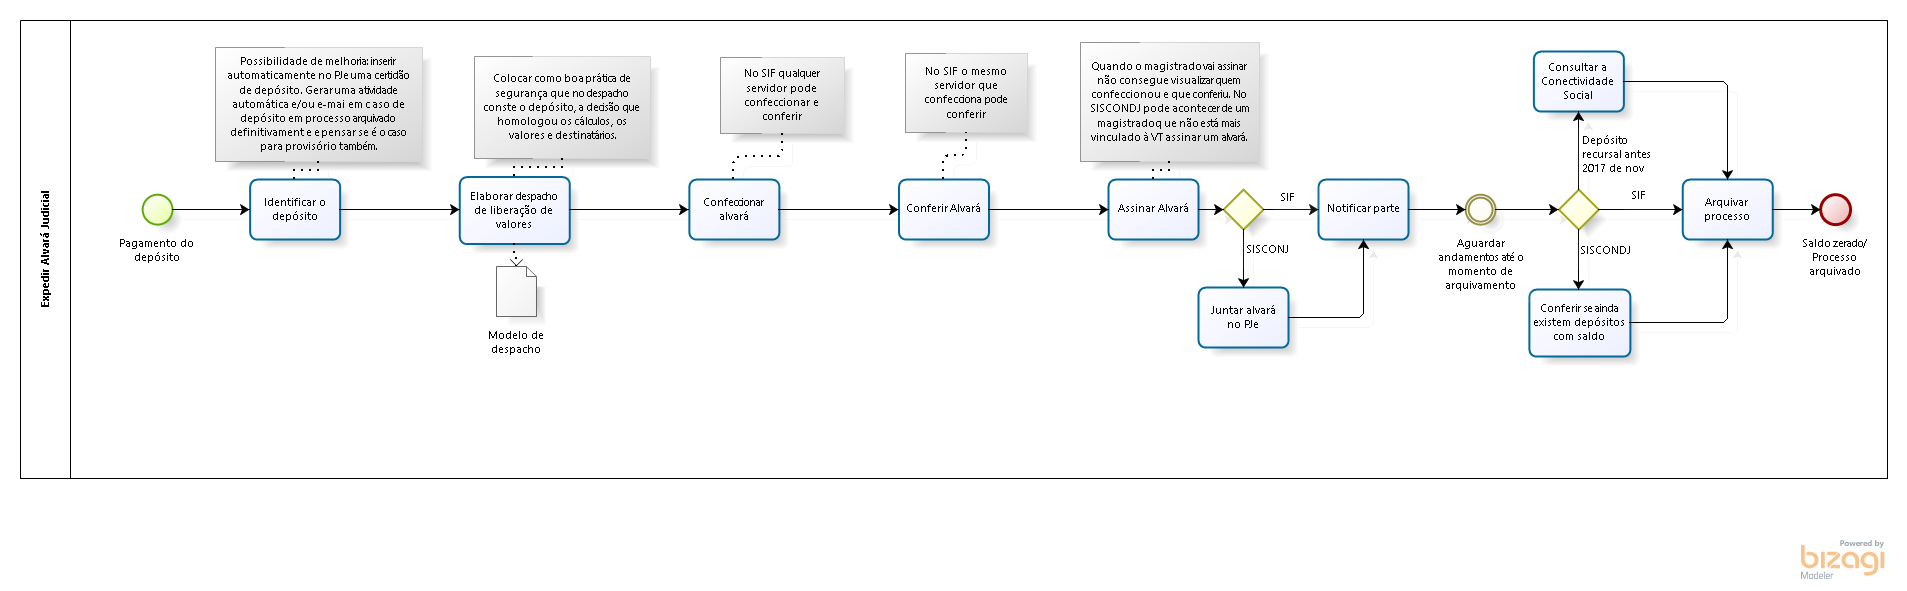 Expedir Alvará Judicial
Possibilidade de melhoria: inserir
automaticamente no PJe uma certidão
de depósito. Gerar uma atividade
automática e/ou e-mai em caso de
depósito em processo arquivado
definitivament e e pensar se é o caso
para provisório também.
Colocar como boa prática de
segurança que no despacho
conste o depósito, a decisão que
homologou os cálculos, os
valores e destinatários.
No SIF qualquer
servidor pode
confeccionar e
conferir
No SIF o mesmo
servidor que
confecciona pode
conferir
Quando o magistrado vai assinar
não consegue visualizar quem
confeccionou e que conferiu. No
SISCONDJ pode acontecer de um
magistrado que não está mais
vinculado à VT assinar um alvará.
Pagamento do
depósito
Identificar o
depósito
Elaborar despacho
de liberação de
valores
Modelo de
despacho
Confeccionar
alvará
Conferir Alvará
Assinar Alvará
SIF
SISCONJ
Juntar alvará
no PJe
Notificar parte
Aguardar
andamentos até o
momento de
arquivamento
Consultar a
Conectividade
Social
Depósito
recursal antes
2017 de nov
SIF
SISCONDJ
Conferir se ainda
existem depósitos
com saldo
Arquivar
processo
Saldo zerado/
Processo
arquivado
Powered by
bizagi
Modeler